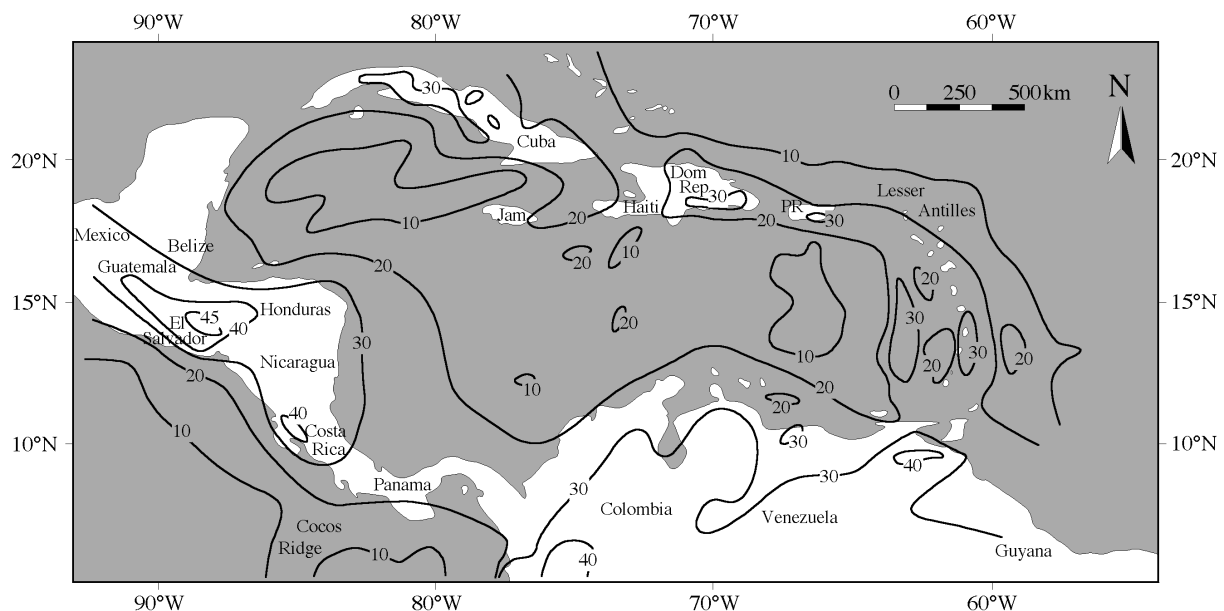 90°W 80°W 70°W 60°W
30
0 250 500 km
N
Cuba
20°N
10
20°N
Dom
Rep
30
Lesser
Antilles
10
Jam
20
Haiti
20
PR
30
Mexico
Belize
10
20
20
Guatemala
20
15°N
Honduras
15°N
El
45
40
20
30
Salvador
30
10
20
30
20
Nicaragua
20
10
20
20
40
Costa
Rica
10
30
10°N
10°N
40
Panama
30
30
Colombia
Venezuela
Cocos
Ridge
10
40
Guyana
90°W 80°W 70°W 60°W